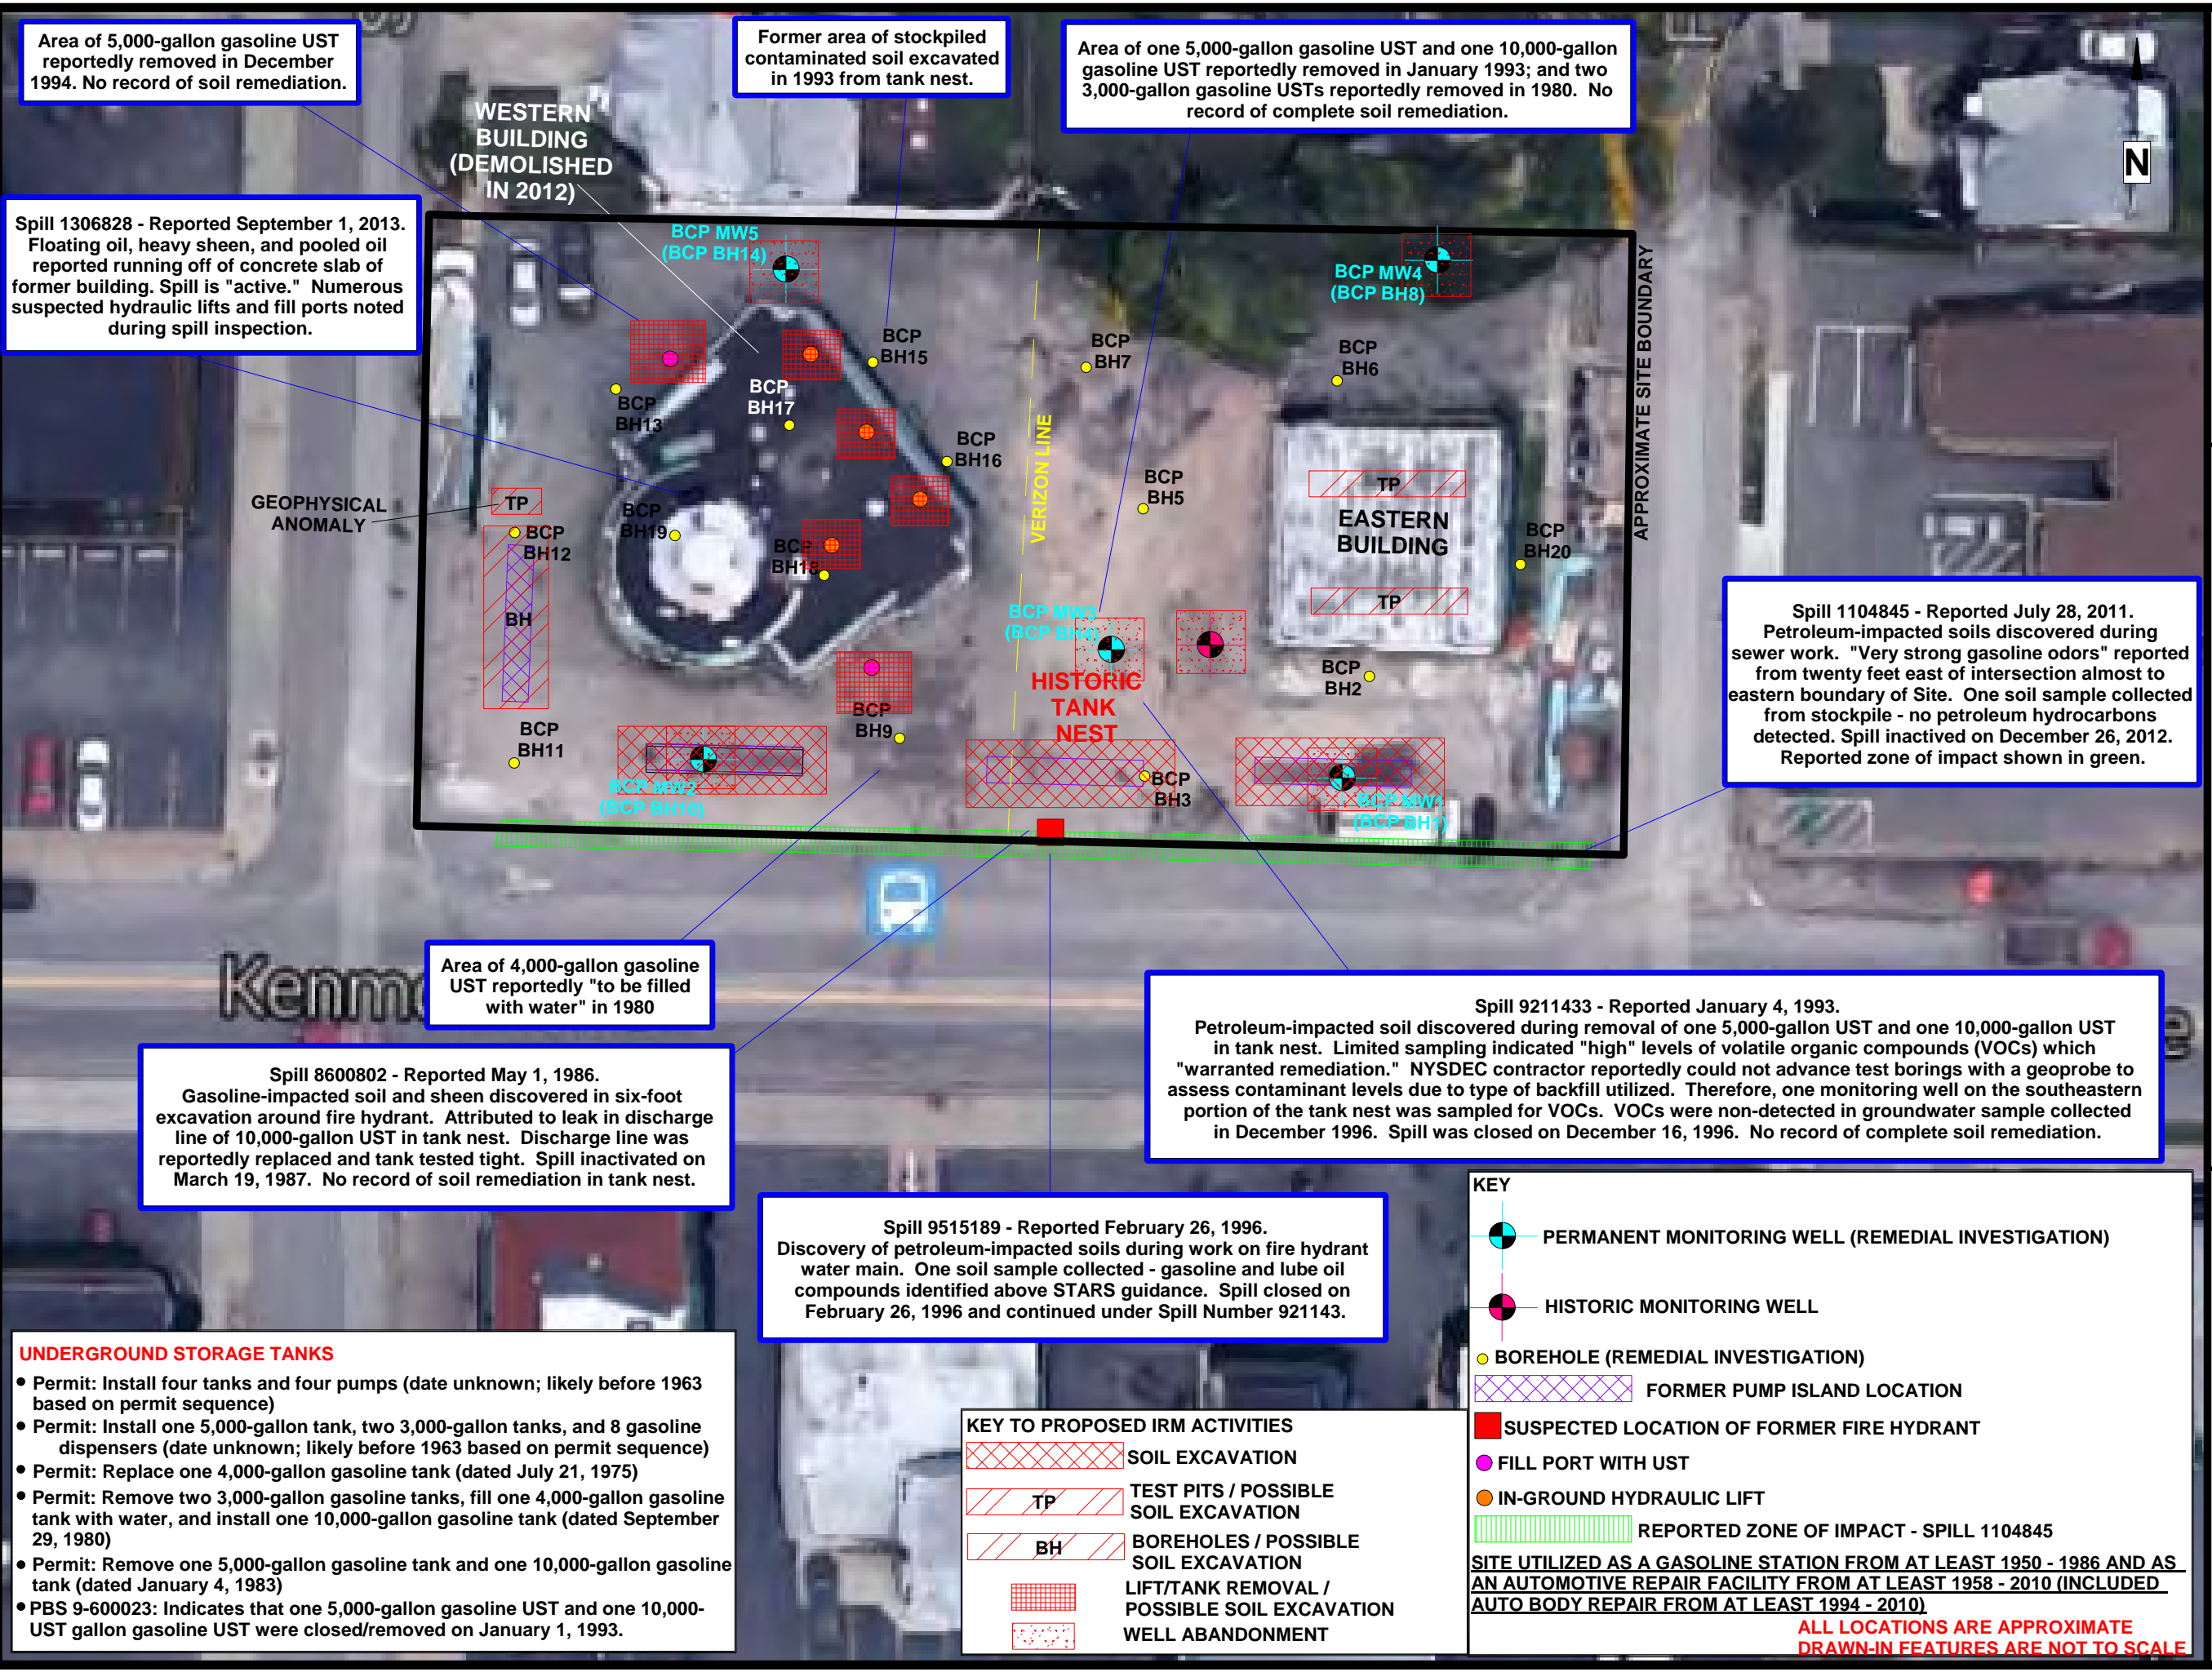 Area of 5,000-gallon gasoline UST
reportedly removed in December
1994. No record of soil remediation.
Former area of stockpiled
contaminated soil excavated
in 1993 from tank nest.
Area of one 5,000-gallon gasoline UST and one 10,000-gallon
gasoline UST reportedly removed in January 1993; and two
3,000-gallon gasoline USTs reportedly removed in 1980. No
record of complete soil remediation.
N
WESTERN
BUILDING
(DEMOLISHED
IN 2012)
Spill 1306828 - Reported September 1, 2013.
Floating oil, heavy sheen, and pooled oil
reported running off of concrete slab of
former building. Spill is "active." Numerous
suspected hydraulic lifts and fill ports noted
during spill inspection.
BCP MW5
(BCP BH14)
BCP MW4
(BCP BH8)
APPROXIMATE SITE BOUNDARY
BCP
BH15
BCP
BH7
BCP
BH6
BCP
BH13
BCP
BH17
BCP
BH16
VERIZON LINE
GEOPHYSICAL
ANOMALY
TP
BCP
BH12
BCP
BH19
BCP
BH5
TP
EASTERN
BUILDING
BCP
BH20
TP
BH
BCP
BCP MW3
(BCP BH4)
HISTORIC
TANK
NEST
BCP
BH2
BCP
BH11
BCP
BH9
BCP MW2
(BCP BH10)
BCP
BH3
BCP MW1
(BCP BH1)
Spill 1104845 - Reported July 28, 2011.
Petroleum-impacted soils discovered during
sewer work. "Very strong gasoline odors" reported
from twenty feet east of intersection almost to
eastern boundary of Site. One soil sample collected
from stockpile - no petroleum hydrocarbons
detected. Spill inactived on December 26, 2012.
Reported zone of impact shown in green.
Kenm
Area of 4,000-gallon gasoline
UST reportedly "to be filled
with water" in 1980
e
Spill 8600802 - Reported May 1, 1986.
Gasoline-impacted soil and sheen discovered in six-foot
excavation around fire hydrant. Attributed to leak in discharge
line of 10,000-gallon UST in tank nest. Discharge line was
reportedly replaced and tank tested tight. Spill inactivated on
March 19, 1987. No record of soil remediation in tank nest.
Spill 9211433 - Reported January 4, 1993.
Petroleum-impacted soil discovered during removal of one 5,000-gallon UST and one 10,000-gallon UST
in tank nest. Limited sampling indicated "high" levels of volatile organic compounds (VOCs) which
"warranted remediation." NYSDEC contractor reportedly could not advance test borings with a geoprobe to
assess contaminant levels due to type of backfill utilized. Therefore, one monitoring well on the southeastern
portion of the tank nest was sampled for VOCs. VOCs were non-detected in groundwater sample collected
in December 1996. Spill was closed on December 16, 1996. No record of complete soil remediation.
Spill 9515189 - Reported February 26, 1996.
Discovery of petroleum-impacted soils during work on fire hydrant
water main. One soil sample collected - gasoline and lube oil
compounds identified above STARS guidance. Spill closed on
February 26, 1996 and continued under Spill Number 921143.
UNDERGROUND STORAGE TANKS
• Permit: Install four tanks and four pumps (date unknown; likely before 1963
based on permit sequence)
• Permit: Install one 5,000-gallon tank, two 3,000-gallon tanks, and 8 gasoline
dispensers (date unknown; likely before 1963 based on permit sequence)
• Permit: Replace one 4,000-gallon gasoline tank (dated July 21, 1975)
• Permit: Remove two 3,000-gallon gasoline tanks, fill one 4,000-gallon gasoline
tank with water, and install one 10,000-gallon gasoline tank (dated September
29, 1980)
• Permit: Remove one 5,000-gallon gasoline tank and one 10,000-gallon gasoline
tank (dated January 4, 1983)
• PBS 9-600023: Indicates that one 5,000-gallon gasoline UST and one 10,000-
UST gallon gasoline UST were closed/removed on January 1, 1993.
KEY TO PROPOSED IRM ACTIVITIES
SOIL EXCAVATION
TP TEST PITS / POSSIBLE
SOIL EXCAVATION
BH BOREHOLES / POSSIBLE
SOIL EXCAVATION
LIFT/TANK REMOVAL /
POSSIBLE SOIL EXCAVATION
WELL ABANDONMENT
KEY
PERMANENT MONITORING WELL (REMEDIAL INVESTIGATION)
HISTORIC MONITORING WELL
BOREHOLE (REMEDIAL INVESTIGATION)
FORMER PUMP ISLAND LOCATION
SUSPECTED LOCATION OF FORMER FIRE HYDRANT
FILL PORT WITH UST
IN-GROUND HYDRAULIC LIFT
REPORTED ZONE OF IMPACT - SPILL 1104845
SITE UTILIZED AS A GASOLINE STATION FROM AT LEAST 1950 - 1986 AND AS
AN AUTOMOTIVE REPAIR FACILITY FROM AT LEAST 1958 - 2010 (INCLUDED
AUTO BODY REPAIR FROM AT LEAST 1994 - 2010)
ALL LOCATIONS ARE APPROXIMATE
DRAWN-IN FEATURES ARE NOT TO SCALE